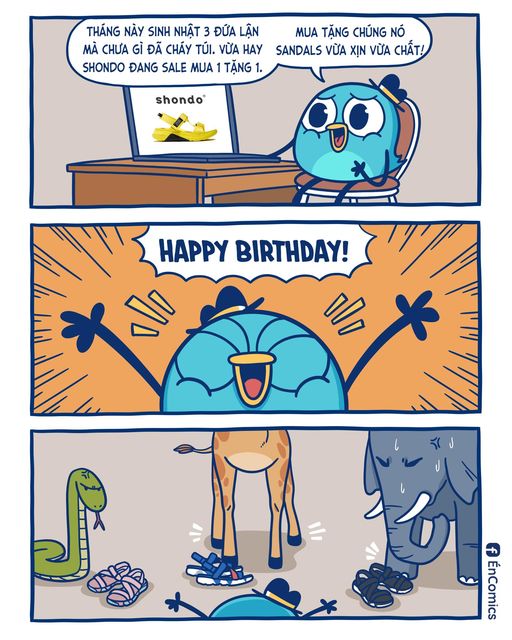 THÁNG NÀY SINH NHẬT 3 ĐỨA LẬN
MÀ CHƯA GÌ ĐÃ CHÁY TÚI. VỪA HAY
SHONDO ĐANG SALE MUA 1 TẶNG 1.
MUA TẶNG CHÚNG NÓ
SANDALS VỪA XỊN VỪA CHẤT!
shondo®
HAPPY BIRTHDAY!
ÉnComics